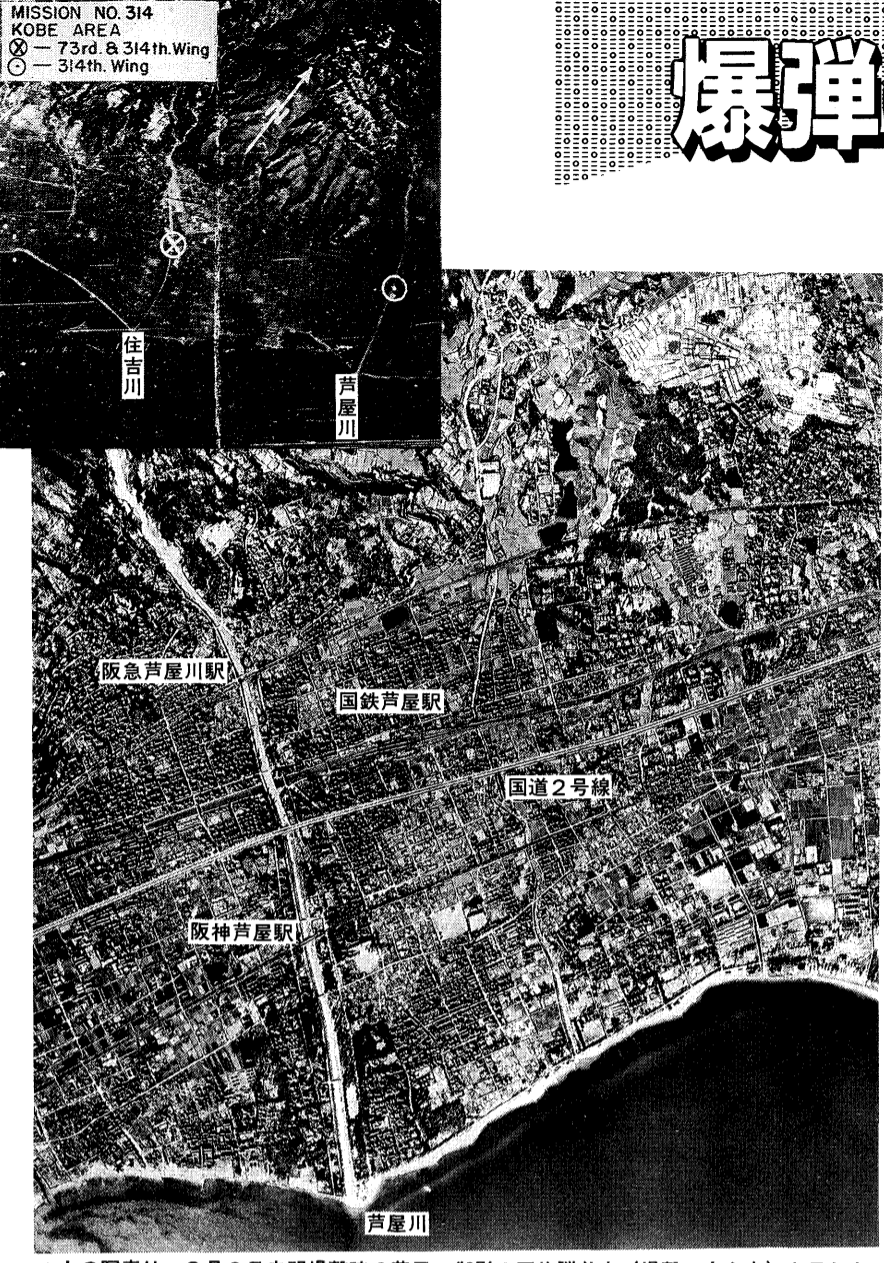 MISSION NO. 314
KOBE AREA
⊗ — 73rd. & 314th. Wing
⊙ — 314th. Wing
爆弾
住吉川
芦屋川
阪急芦屋川駅
国鉄芦屋駅
国道2号線
阪神芦屋駅
芦屋川